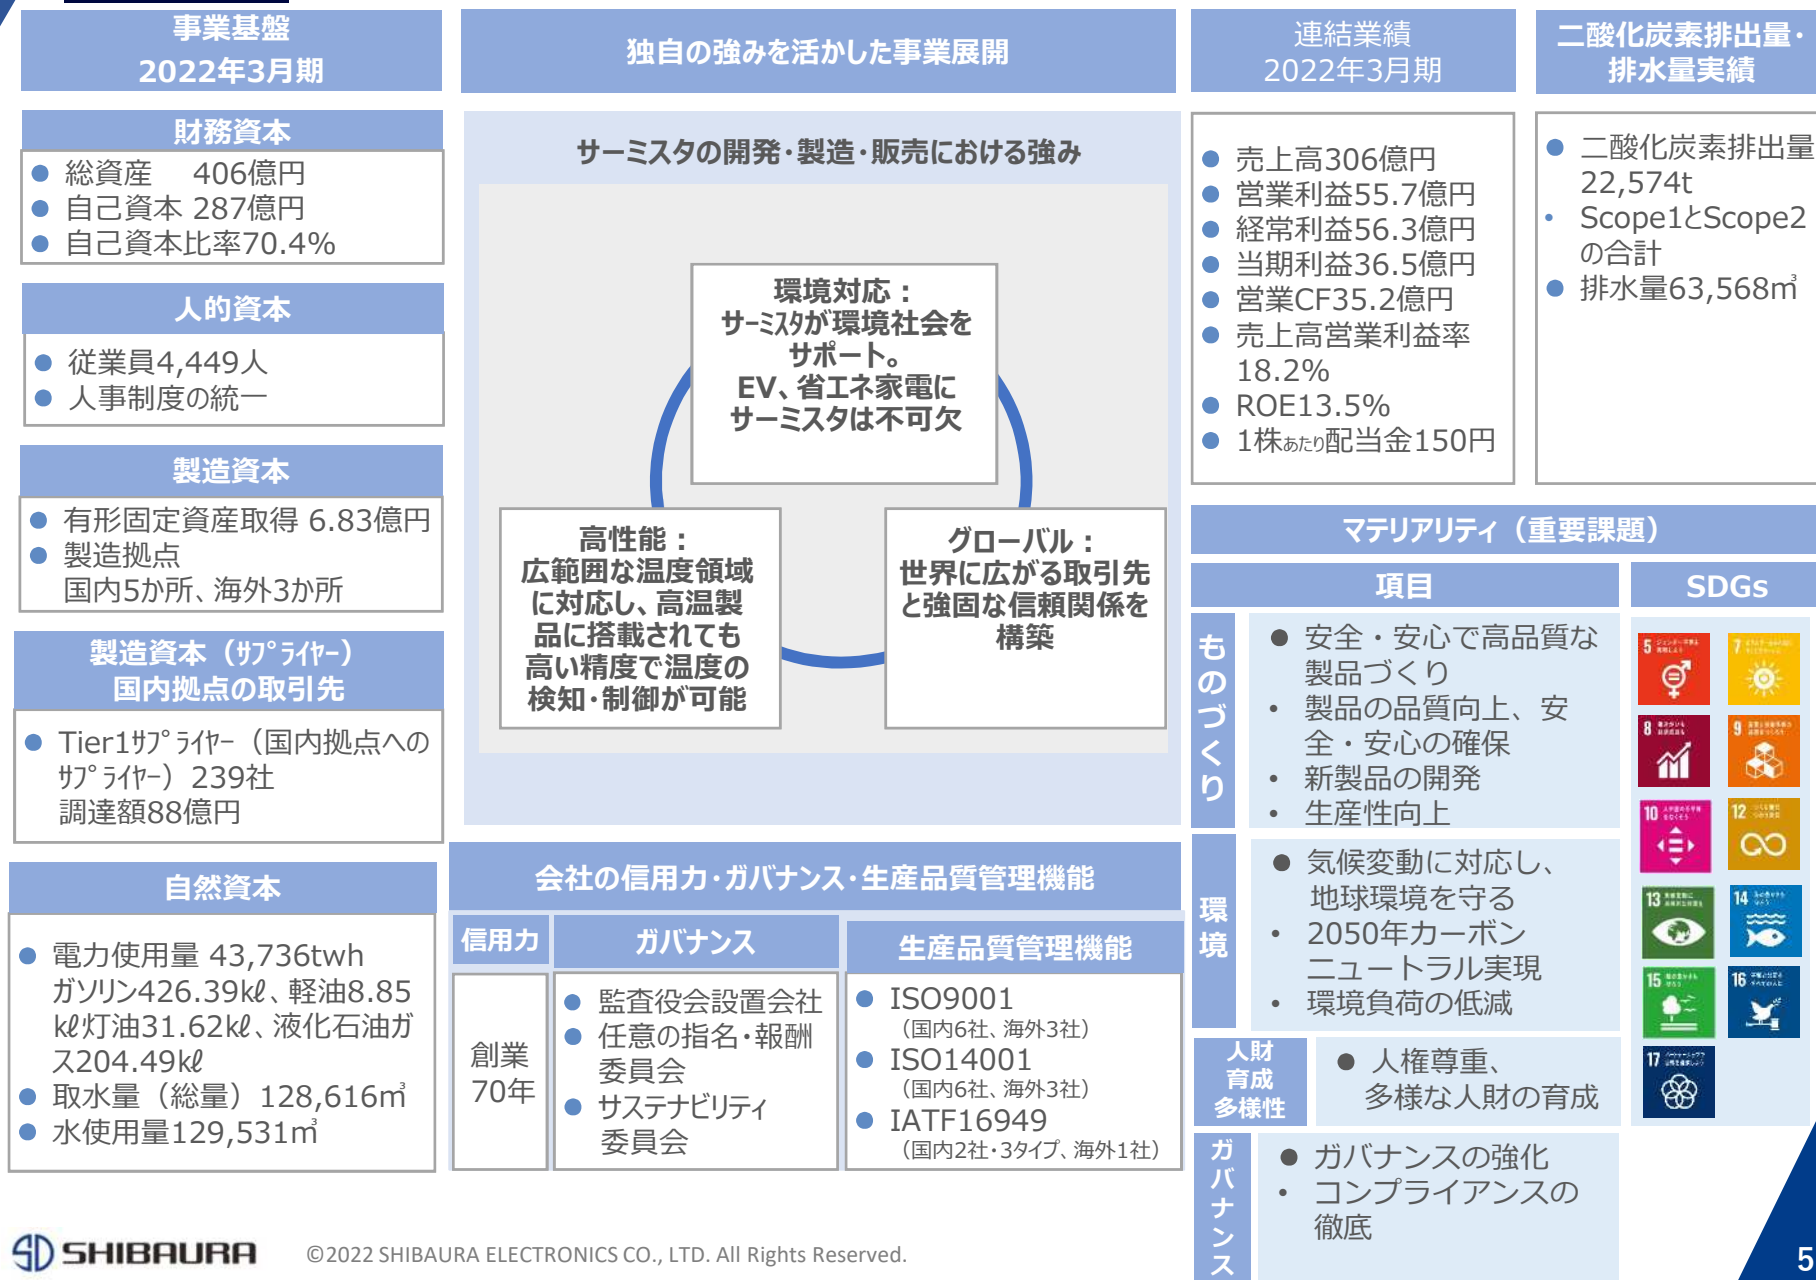 事業基盤
2022年3月期
財務資本
● 総資産 406億円
● 自己資本 287億円
● 自己資本比率70.4%
人的資本
● 従業員4,449人
● 人事制度の統一
製造資本
● 有形固定資産取得 6.83億円
● 製造拠点
国内5か所、海外3か所
製造資本（ｻﾌﾟﾗｲﾔｰ）
国内拠点の取引先
● Tier1ｻﾌﾟﾗｲﾔｰ（国内拠点への
ｻﾌﾟﾗｲﾔｰ）239社
調達額88億円
自然資本
● 電力使用量 43,736twh
ガソリン426.39kℓ、軽油8.85
kℓ灯油31.62kℓ、液化石油ガ
ス204.49kℓ
● 取水量（総量）128,616㎥
● 水使用量129,531㎥
独自の強みを活かした事業展開
サーミスタの開発・製造・販売における強み
環境対応：
サーミスタが環境社会を
サポート。
EV、省エネ家電に
サーミスタは不可欠
高性能：
広範囲な温度領域
に対応し、高温製
品に搭載されても
高い精度で温度の
検知・制御が可能
グローバル：
世界に広がる取引先
と強固な信頼関係を
構築
会社の信用力・ガバナンス・生産品質管理機能
信用力
創業
70年
ガバナンス
● 監査役会設置会社
● 任意の指名・報酬
委員会
● サステナビリティ
委員会
生産品質管理機能
● ISO9001
（国内6社、海外3社）
● ISO14001
（国内6社、海外3社）
● IATF16949
（国内2社・3タイプ、海外1社）
連結業績
2022年3月期
● 売上高306億円
● 営業利益55.7億円
● 経常利益56.3億円
● 当期利益36.5億円
● 営業CF35.2億円
● 売上高営業利益率
18.2%
● ROE13.5%
● 1株あたり配当金150円
二酸化炭素排出量・
排水量実績
● 二酸化炭素排出量
22,574t
• Scope1とScope2
の合計
● 排水量63,568㎥
マテリアリティ（重要課題）
項目
SDGs
ものづくり
● 安全・安心で高品質な
製品づくり
• 製品の品質向上、安
全・安心の確保
• 新製品の開発
• 生産性向上
環境
● 気候変動に対応し、
地球環境を守る
• 2050年カーボン
ニュートラル実現
• 環境負荷の低減
人財
育成
多様性
● 人権尊重、
多様な人財の育成
ガバナンス
● ガバナンスの強化
• コンプライアンスの
徹底
5
7
8
9
10
12
13
14
15
16
17
SHIBAURA
©2022 SHIBAURA ELECTRONICS CO., LTD. All Rights Reserved.
5